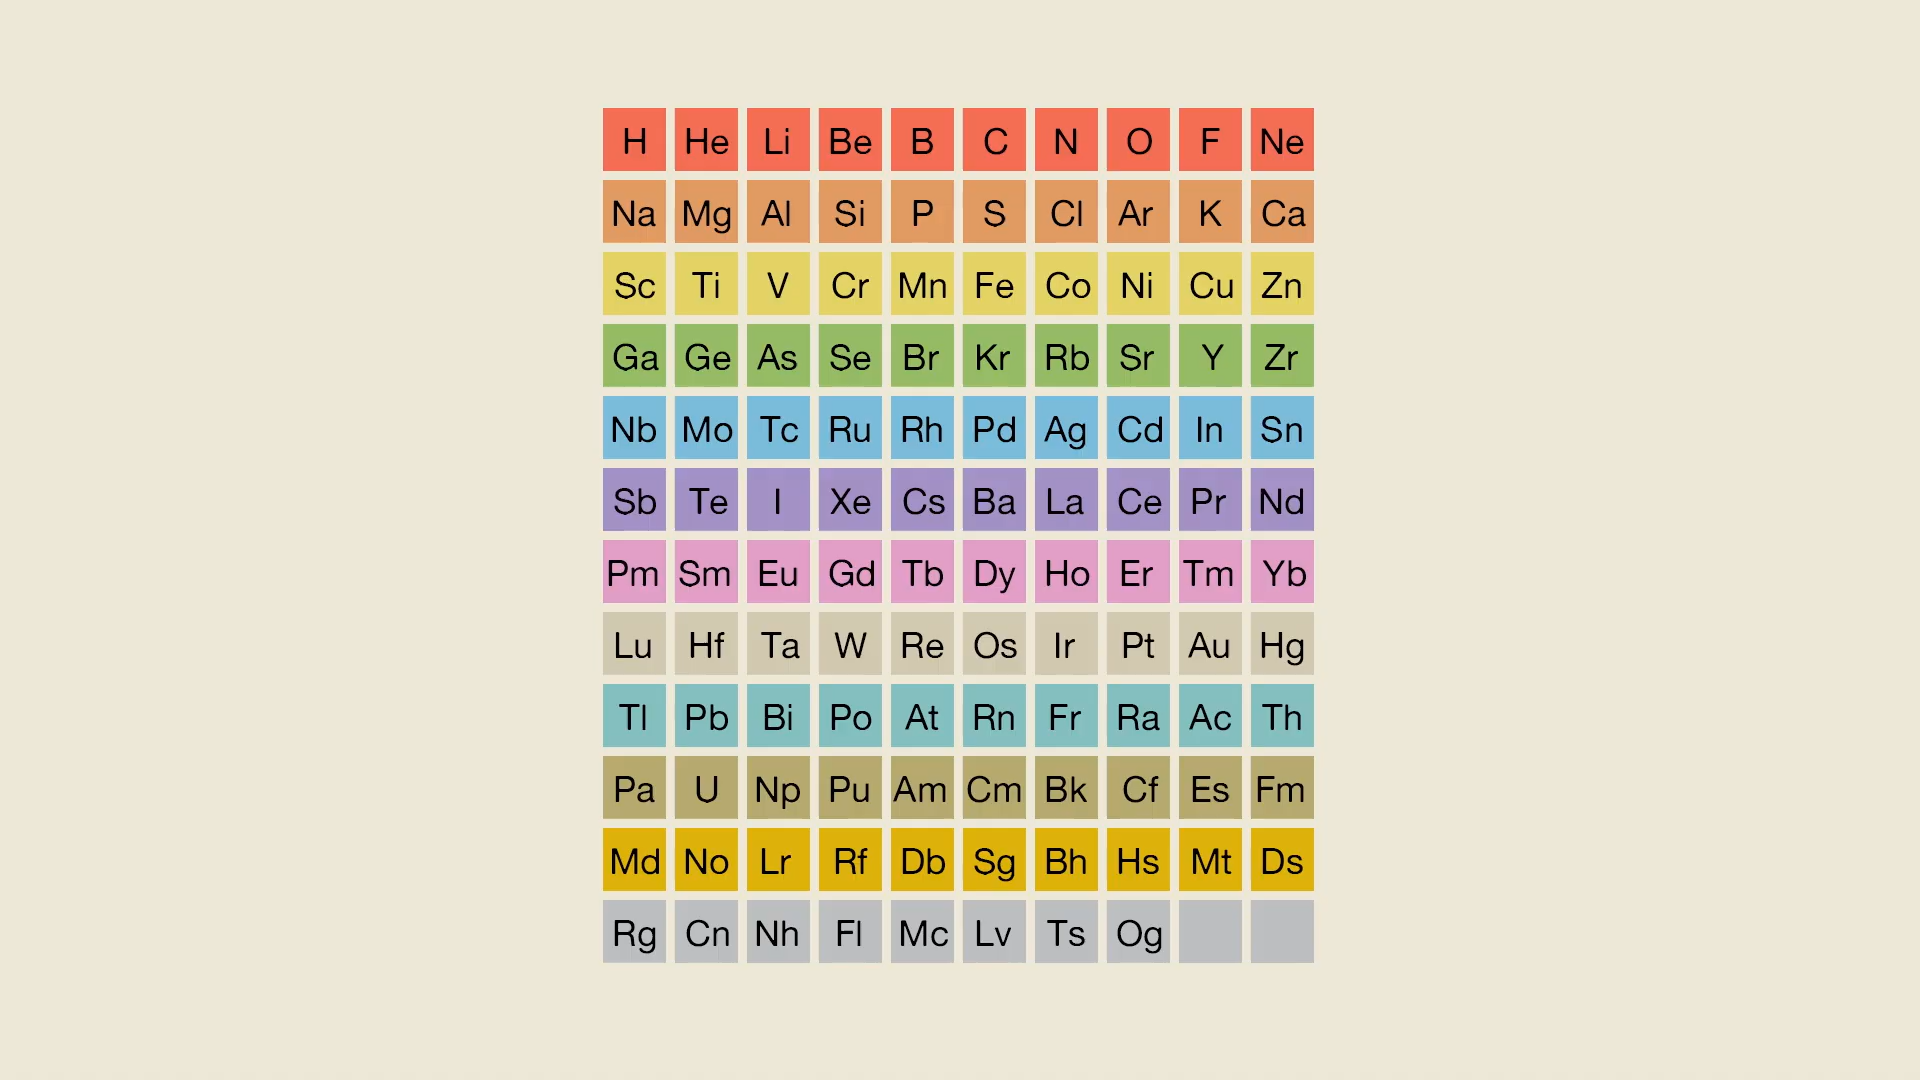 H He Li Be B C N O F Ne
Na Mg Al Si P S Cl Ar K Ca
Sc Ti V Cr Mn Fe Co Ni Cu Zn
Ga Ge As Se Br Kr Rb Sr Y Zr
Nb Mo Tc Ru Rh Pd Ag Cd In Sn
Sb Te I Xe Cs Ba La Ce Pr Nd
Pm Sm Eu Gd Tb Dy Ho Er Tm Yb
Lu Hf Ta W Re Os Ir Pt Au Hg
Tl Pb Bi Po At Rn Fr Ra Ac Th
Pa U Np Pu Am Cm Bk Cf Es Fm
Md No Lr Rf Db Sg Bh Hs Mt Ds
Rg Cn Nh Fl Mc Lv Ts Og